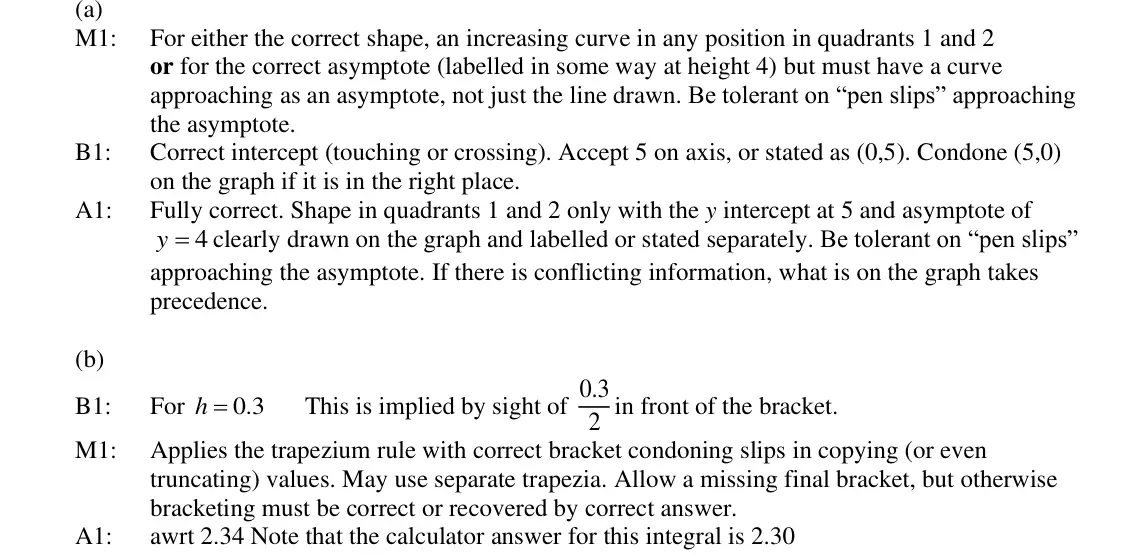 (a)
M1: For either the correct shape, an increasing curve in any position in quadrants 1 and 2
or for the correct asymptote (labelled in some way at height 4) but must have a curve
approaching as an asymptote, not just the line drawn. Be tolerant on “pen slips” approaching
the asymptote.
B1: Correct intercept (touching or crossing). Accept 5 on axis, or stated as (0,5). Condone (5,0)
on the graph if it is in the right place.
A1: Fully correct. Shape in quadrants 1 and 2 only with the y intercept at 5 and asymptote of
y = 4 clearly drawn on the graph and labelled or stated separately. Be tolerant on “pen slips”
approaching the asymptote. If there is conflicting information, what is on the graph takes
precedence.
(b)
B1: For h = 0.3 This is implied by sight of 0.3/2 in front of the bracket.
M1: Applies the trapezium rule with correct bracket condoning slips in copying (or even
truncating) values. May use separate trapezia. Allow a missing final bracket, but otherwise
bracketing must be correct or recovered by correct answer.
A1: awrt 2.34 Note that the calculator answer for this integral is 2.30